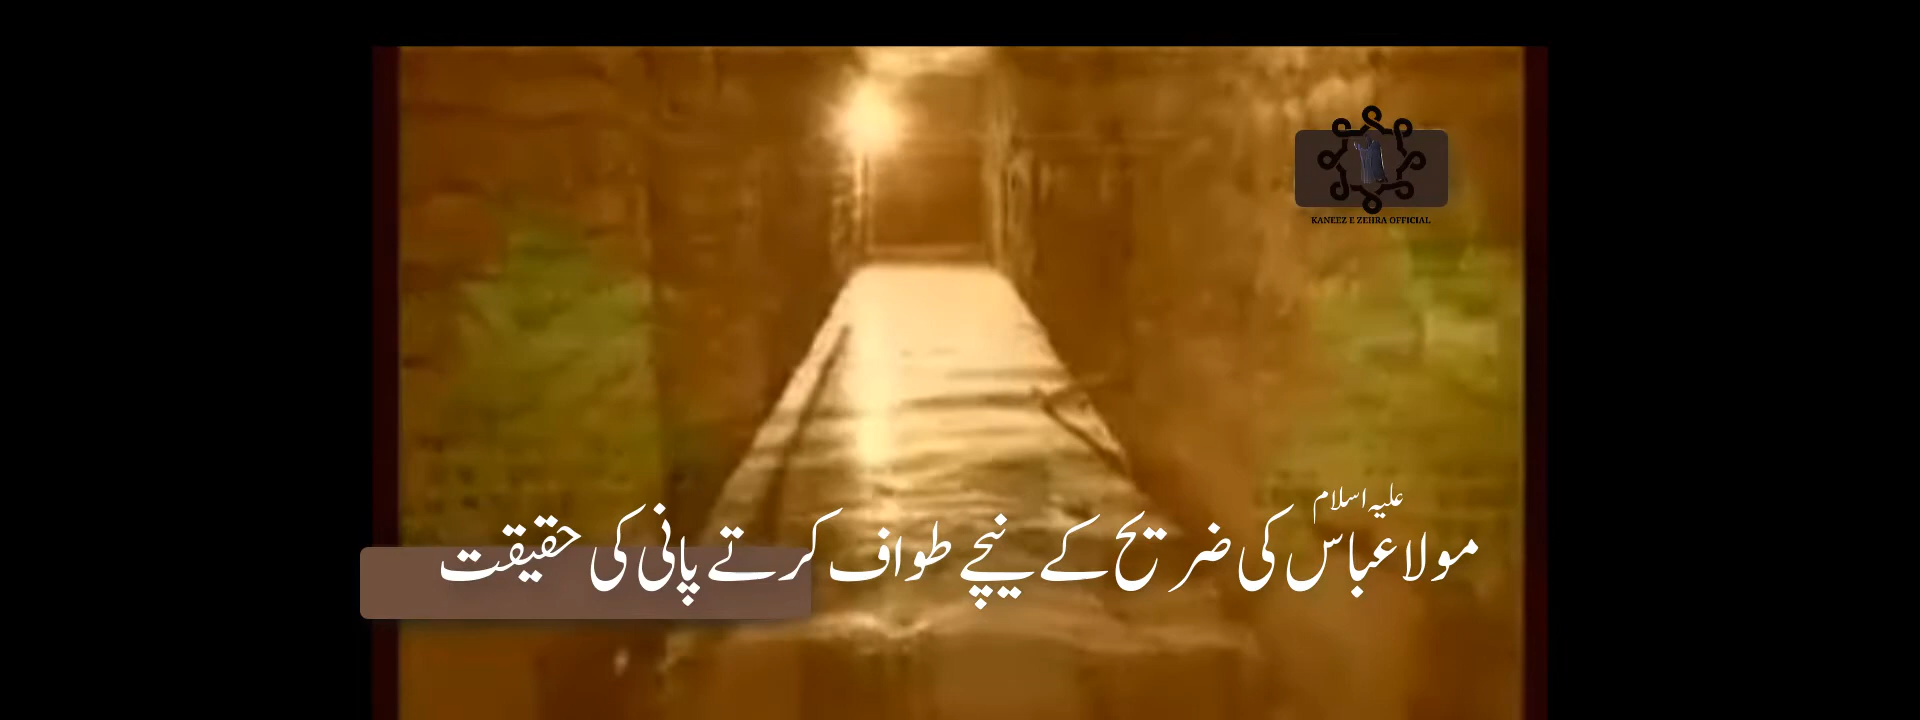 KANEEZ E ZEHRA OFFICIAL
علیہ اسلام
مولا عباس کی ضریح کے نیچے طواف کرتے پانی کی حقیقت